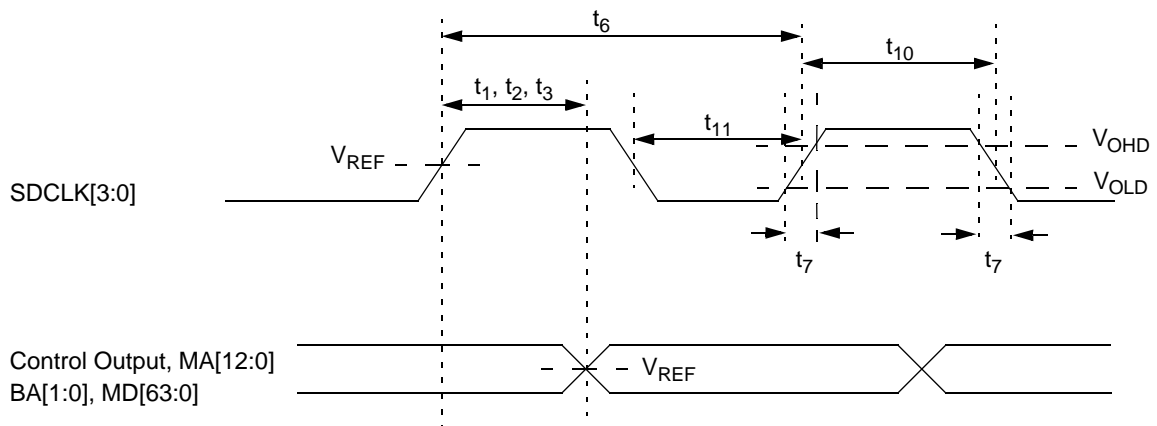 t6
t10
t1, t2, t3
t11
VREF
VOHD
SDCLK[3:0]
VOLD
t7
t7
Control Output, MA[12:0]
VREF
BA[1:0], MD[63:0]